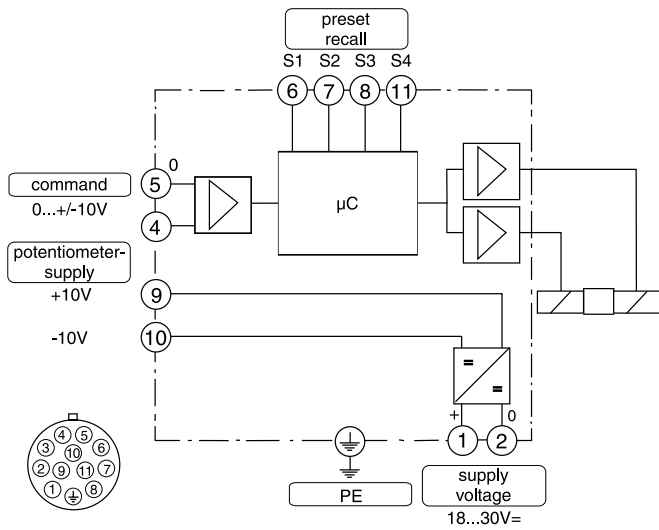 preset
recall
S1 S2 S3 S4
6 7 8 11
0
5
command
0...+/-10V
4
µC
potentiometer-
supply
+10V
9
-10V
10
=
=
+ 0
1 2
supply
voltage
18...30V=
PE
4 5
3 10 6
2 9 11 7
1 8